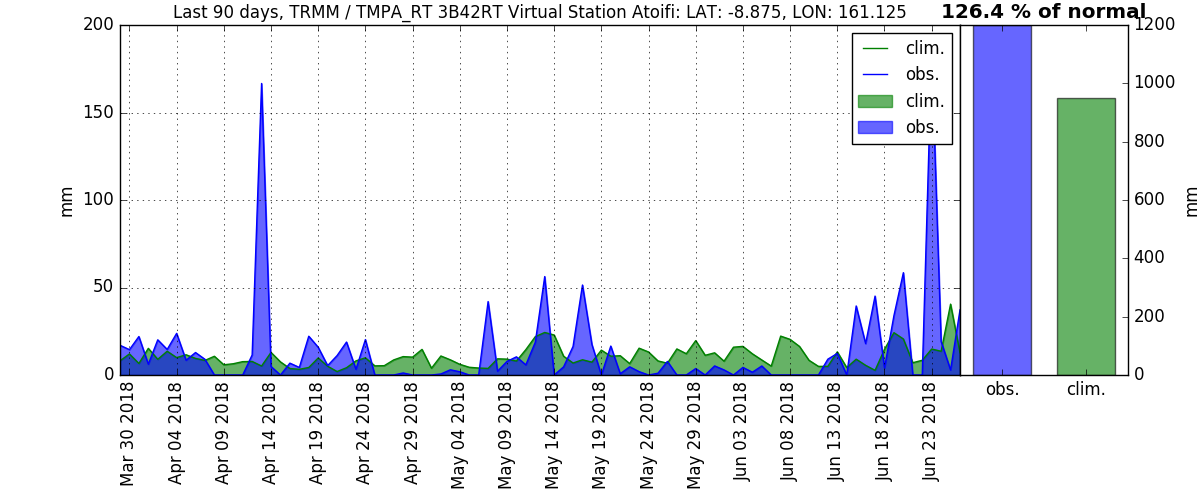 Last 90 days, TRMM / TMPA_RT 3B42RT Virtual Station Atoifi: LAT: -8.875, LON: 161.125
126.4 % of normal
200
150
100
50
0
mm
clim.
obs.
clim.
obs.
1200
1000
800
600
400
200
0
mm
Mar 30 2018
Apr 04 2018
Apr 09 2018
Apr 14 2018
Apr 19 2018
Apr 24 2018
Apr 29 2018
May 04 2018
May 09 2018
May 14 2018
May 19 2018
May 24 2018
May 29 2018
Jun 03 2018
Jun 08 2018
Jun 13 2018
Jun 18 2018
Jun 23 2018
obs.
clim.